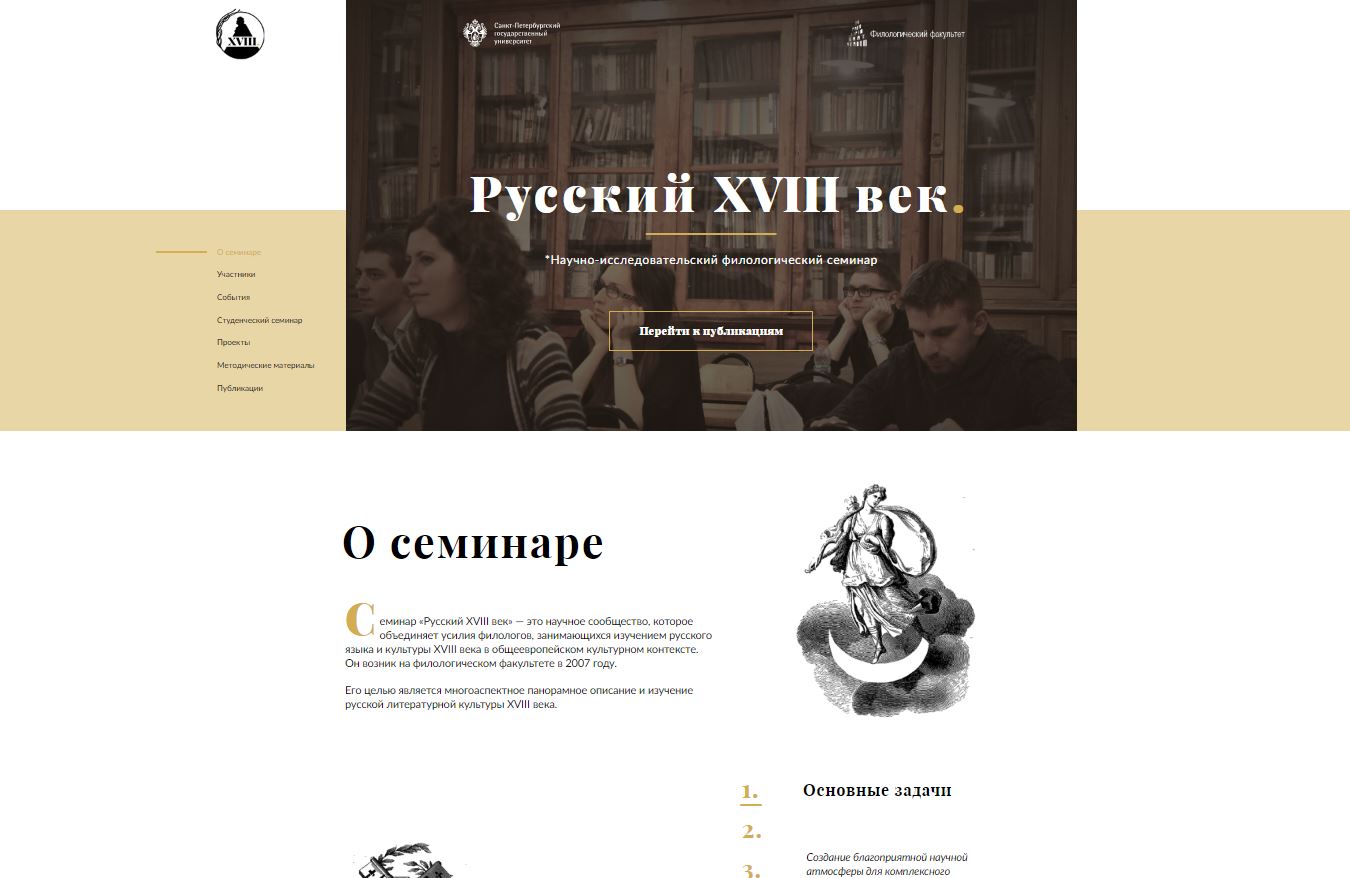 XVIII
Санкт-Петербургский
государственный
университет
Филологический факультет
Русский XVIII век.
*Научно-исследовательский филологический семинар
Перейти к публикациям
О семинаре
Участники
События
Студенческий семинар
Проекты
Методические материалы
Публикации
О семинаре
Семинар «Русский XVIII век» — это научное сообщество, которое
объединяет усилия филологов, занимающихся изучением русского
языка и культуры XVIII века в общеевропейском культурном контексте.
Он возник на филологическом факультете в 2007 году.
Его целью является многоаспектное панорамное описание и изучение
русской литературной культуры XVIII века.
1.
Основные задачи
2.
3.
Создание благоприятной научной
атмосферы для комплексного